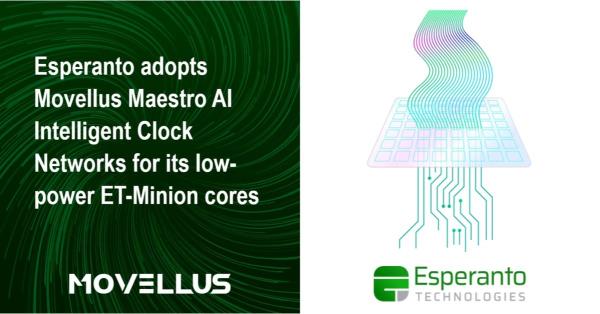 Esperanto adopts
Movellus Maestro AI
Intelligent Clock
Networks for its low-
power ET-Minion cores
MOVELLUS
Esperanto
TECHNOLOGIES